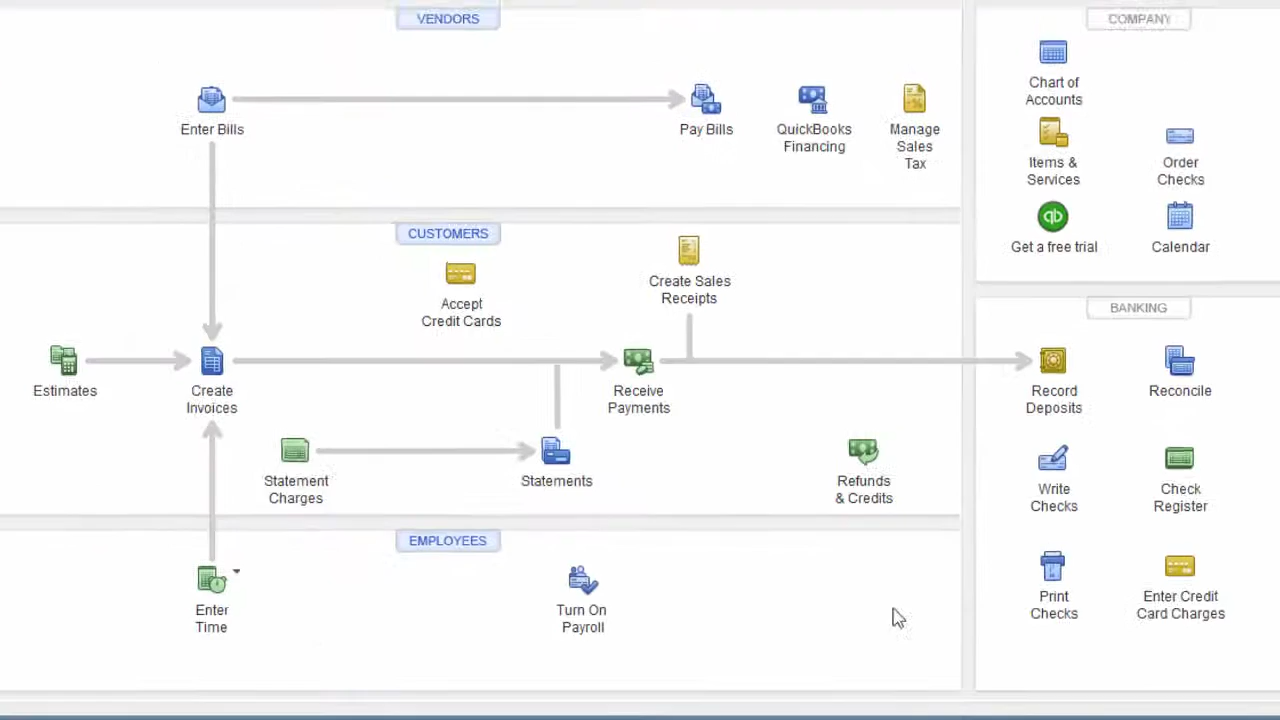 VENDORS
Enter Bills
Pay Bills
QuickBooks
Financing
Manage
Sales
Tax
CUSTOMERS
Accept
Credit Cards
Create Sales
Receipts
Estimates
Create
Invoices
Receive
Payments
Statement
Charges
Statements
Refunds
& Credits
EMPLOYEES
Enter
Time
Turn On
Payroll
COMPANY
Chart of
Accounts
Items &
Services
Order
Checks
qb
Get a free trial
Calendar
BANKING
Record
Deposits
Reconcile
Write
Checks
Check
Register
Print
Checks
Enter Credit
Card Charges